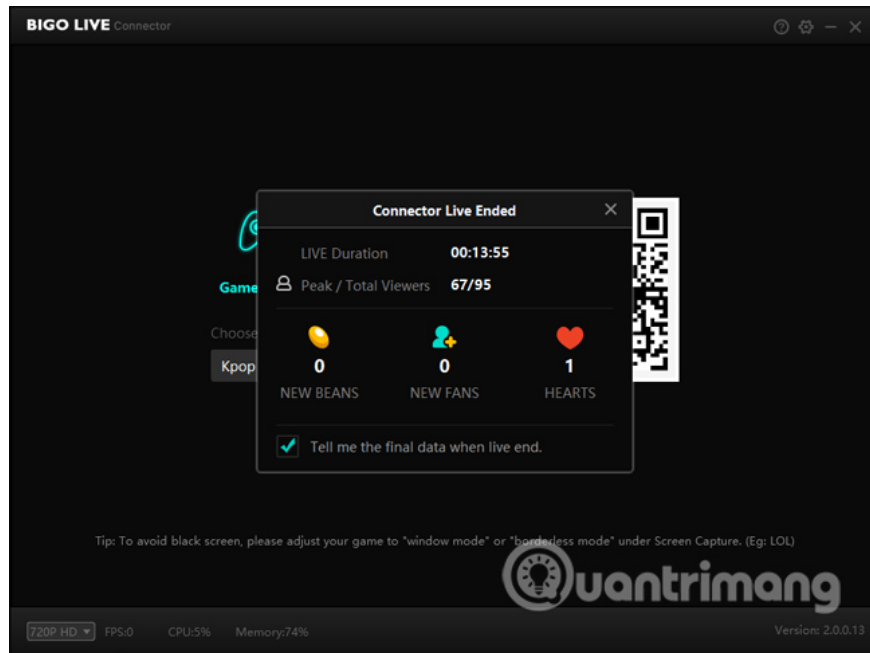 BIGO LIVE Connector
Connector Live Ended
LIVE Duration 00:13:55
Peak / Total Viewers 67/95
Game
Choose
Kpop
0 0 1
NEW BEANS NEW FANS HEARTS
Tell me the final data when live end.
Tip: To avoid black screen, please adjust your game to "window mode" or "borderless mode" under Screen Capture. (Eg: LOL)
Quantrimang
720P HD FPS:0 CPU:5% Memory:74% Version: 2.0.0.13